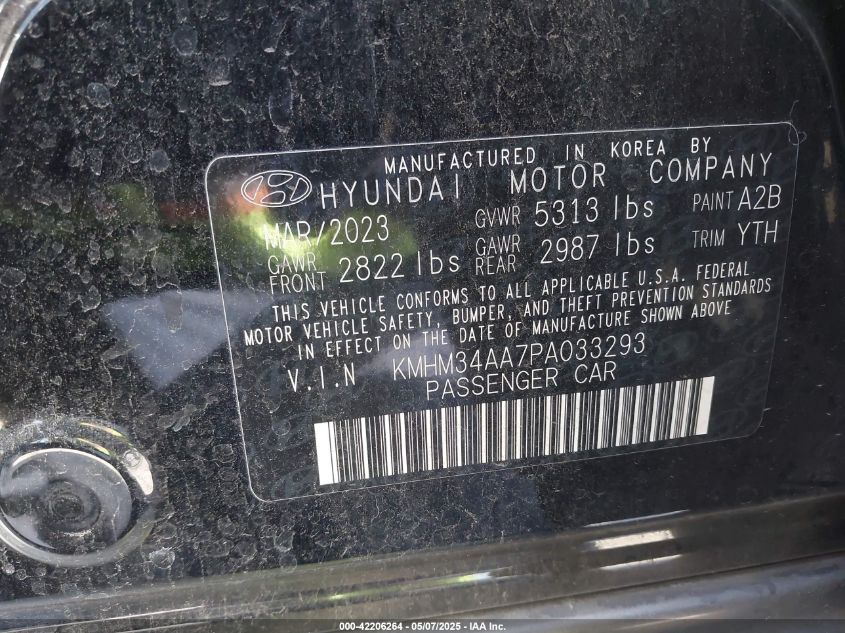 MANUFACTURED IN KOREA BY
HYUNDAI MOTOR COMPANY
MAR/2023 GVWR 5313 lbs PAINT A2B
GAWR FRONT 2822 lbs GAWR REAR 2987 lbs TRIM YTH
THIS VEHICLE CONFORMS TO ALL APPLICABLE U.S.A. FEDERAL
MOTOR VEHICLE SAFETY, BUMPER, AND THEFT PREVENTION STANDARDS
IN EFFECT ON THE DATE OF MANUFACTURE SHOWN ABOVE
V.I.N KMHM34AA7PA033293
PASSENGER CAR
000-42206264 - 05/07/2025 - IAA Inc.